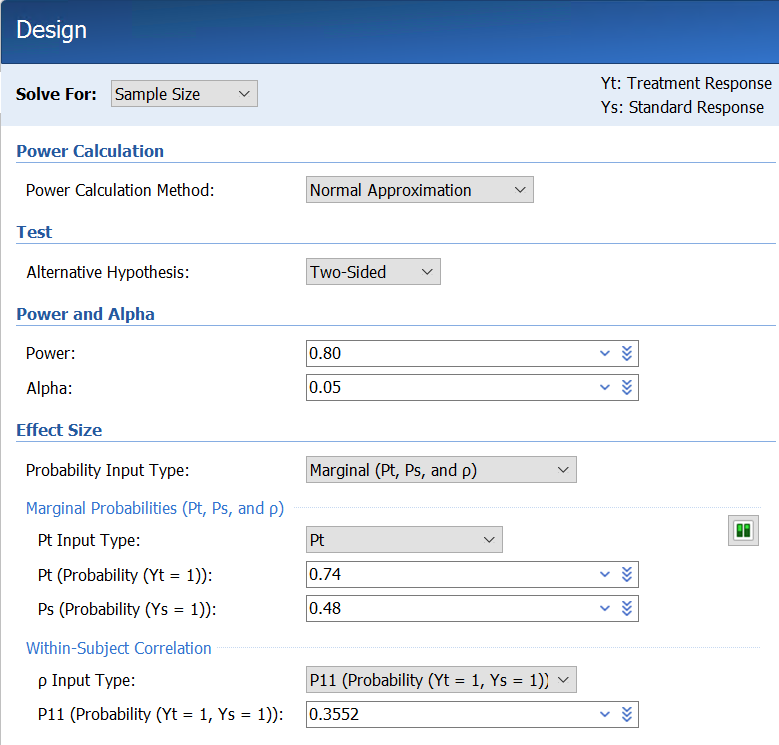 Design
Solve For: Sample Size
Yt: Treatment Response
Ys: Standard Response
Power Calculation
Power Calculation Method: Normal Approximation
Test
Alternative Hypothesis: Two-Sided
Power and Alpha
Power: 0.80
Alpha: 0.05
Effect Size
Probability Input Type: Marginal (Pt, Ps, and ρ)
Marginal Probabilities (Pt, Ps, and ρ)
Pt Input Type: Pt
Pt (Probability (Yt = 1)): 0.74
Ps (Probability (Ys = 1)): 0.48
Within-Subject Correlation
ρ Input Type: P11 (Probability (Yt = 1, Ys = 1))
P11 (Probability (Yt = 1, Ys = 1)): 0.3552